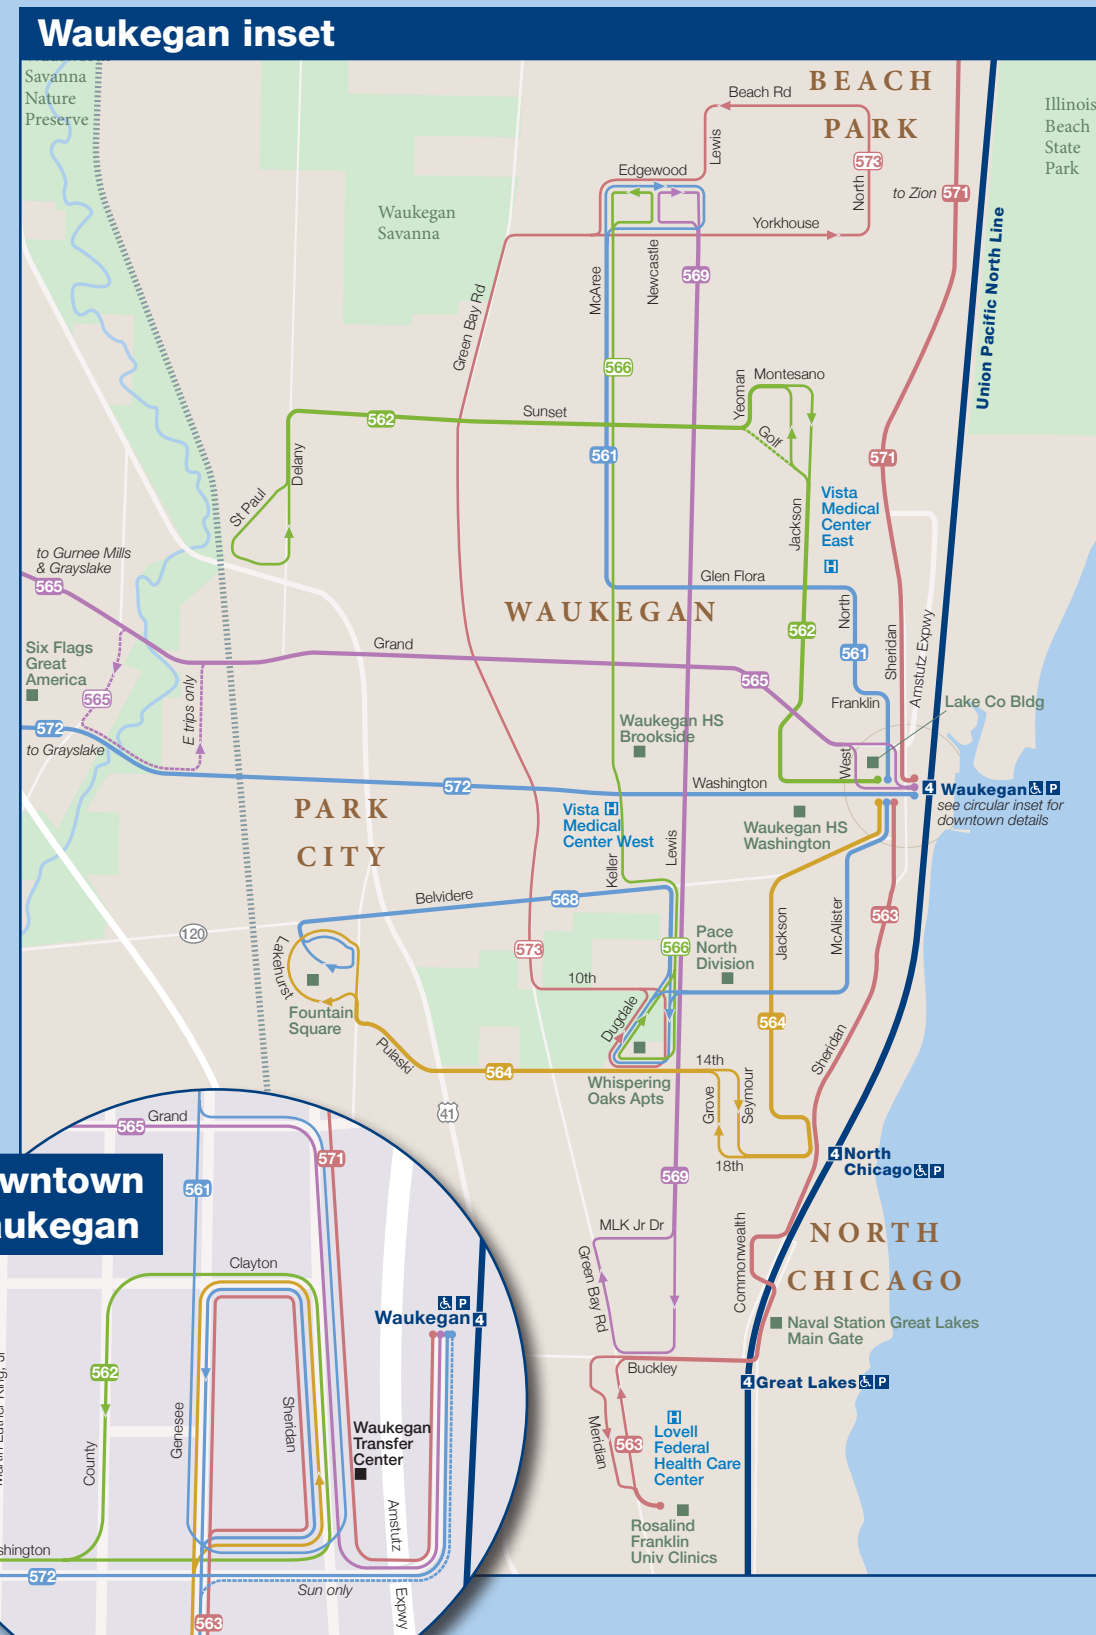 Waukegan inset
Savanna
Nature
Preserve
BEACH
PARK
Illinois
Beach
State
Park
Beach Rd
Lewis
573
North
to Zion
571
Edgewood
Waukegan
Savanna
Yorkhouse
Union Pacific North Line
McAree
Newcastle
569
Green Bay Rd
566
Yeoman
Montesano
562
Sunset
Golf
561
571
Delany
St Paul
Jackson
Vista
Medical
Center
East
H
to Gurnee Mills
& Grayslake
565
Glen Flora
North
WAUKEGAN
562
Sheridan
Amstutz Expwy
Grand
561
Six Flags
Great
America
565
565
E trips only
Franklin
Lake Co Bldg
572
to Grayslake
Waukegan HS
Brookside
West
572
Washington
4 Waukegan P
see circular inset for
downtown details
PARK
CITY
Vista H
Medical
Center West
Waukegan HS
Washington
Keller
Lewis
Belvidere
568
563
120
Lakehurst
573
566
Pace
North
Division
Jackson
McAlister
10th
Fountain
Square
Dugdale
564
Pulaski
564
Sheridan
14th
Whispering
Oaks Apts
Grove
Seymour
41
18th
4 North
Chicago P
569
Grand
565
571
561
wntown
aukegan
MLK Jr Dr
Green Bay Rd
Commonwealth
NORTH
CHICAGO
Clayton
P
Waukegan 4
Naval Station Great Lakes
Main Gate
562
Buckley
4 Great Lakes P
Genesee
Sheridan
County
Waukegan
Transfer
Center
Meridian
563
H
Lovell
Federal
Health Care
Center
Amstutz
Expwy
Rosalind
Franklin
Univ Clinics
shington
572
Sun only
563